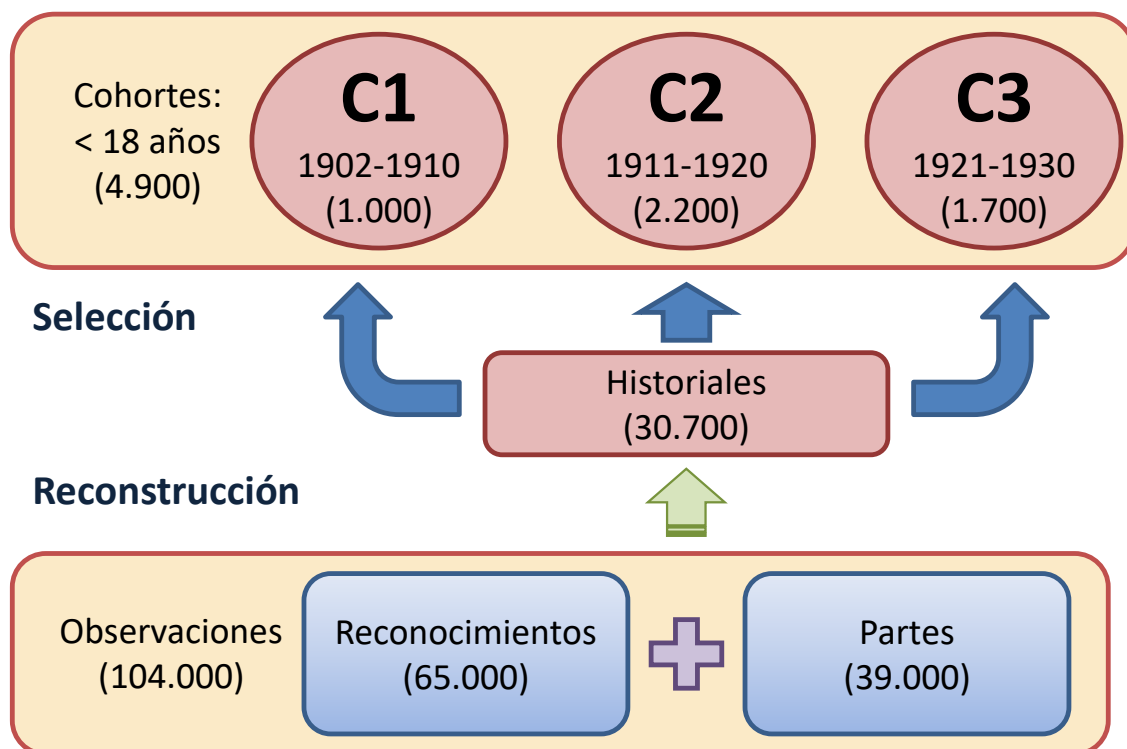 Cohortes:
< 18 años
(4.900)
C1
1902-1910
(1.000)
C2
1911-1920
(2.200)
C3
1921-1930
(1.700)
Selección
Historiales
(30.700)
Reconstrucción
Observaciones
(104.000)
Reconocimientos
(65.000)
Partes
(39.000)